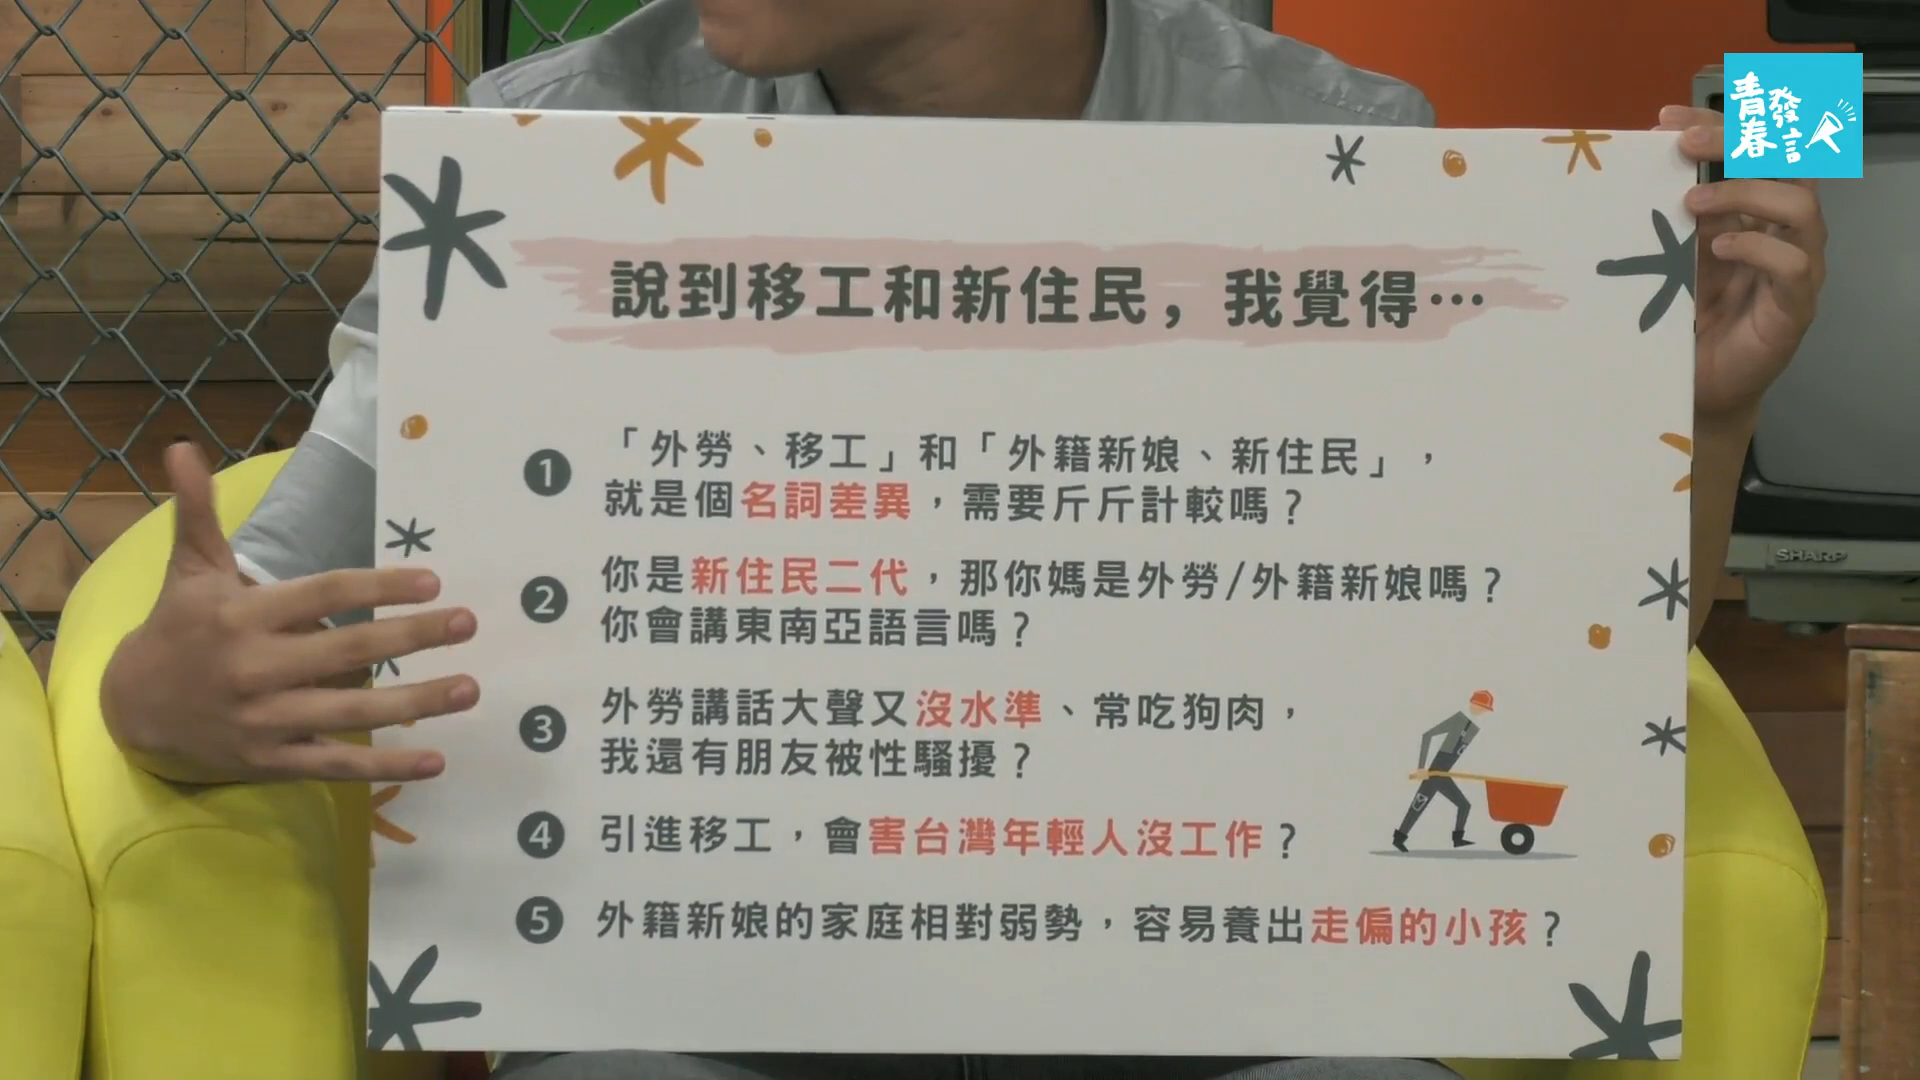 青春發言人
說到移工和新住民，我覺得…
1 「外勞、移工」和「外籍新娘、新住民」，
就是個名詞差異，需要斤斤計較嗎？
2 你是新住民二代，那你媽是外勞/外籍新娘嗎？
你會講東南亞語言嗎？
3 外勞講話大聲又沒水準、常吃狗肉，
我還有朋友被性騷擾？
4 引進移工，會害台灣年輕人沒工作？
5 外籍新娘的家庭相對弱勢，容易養出走偏的小孩？
SHARP